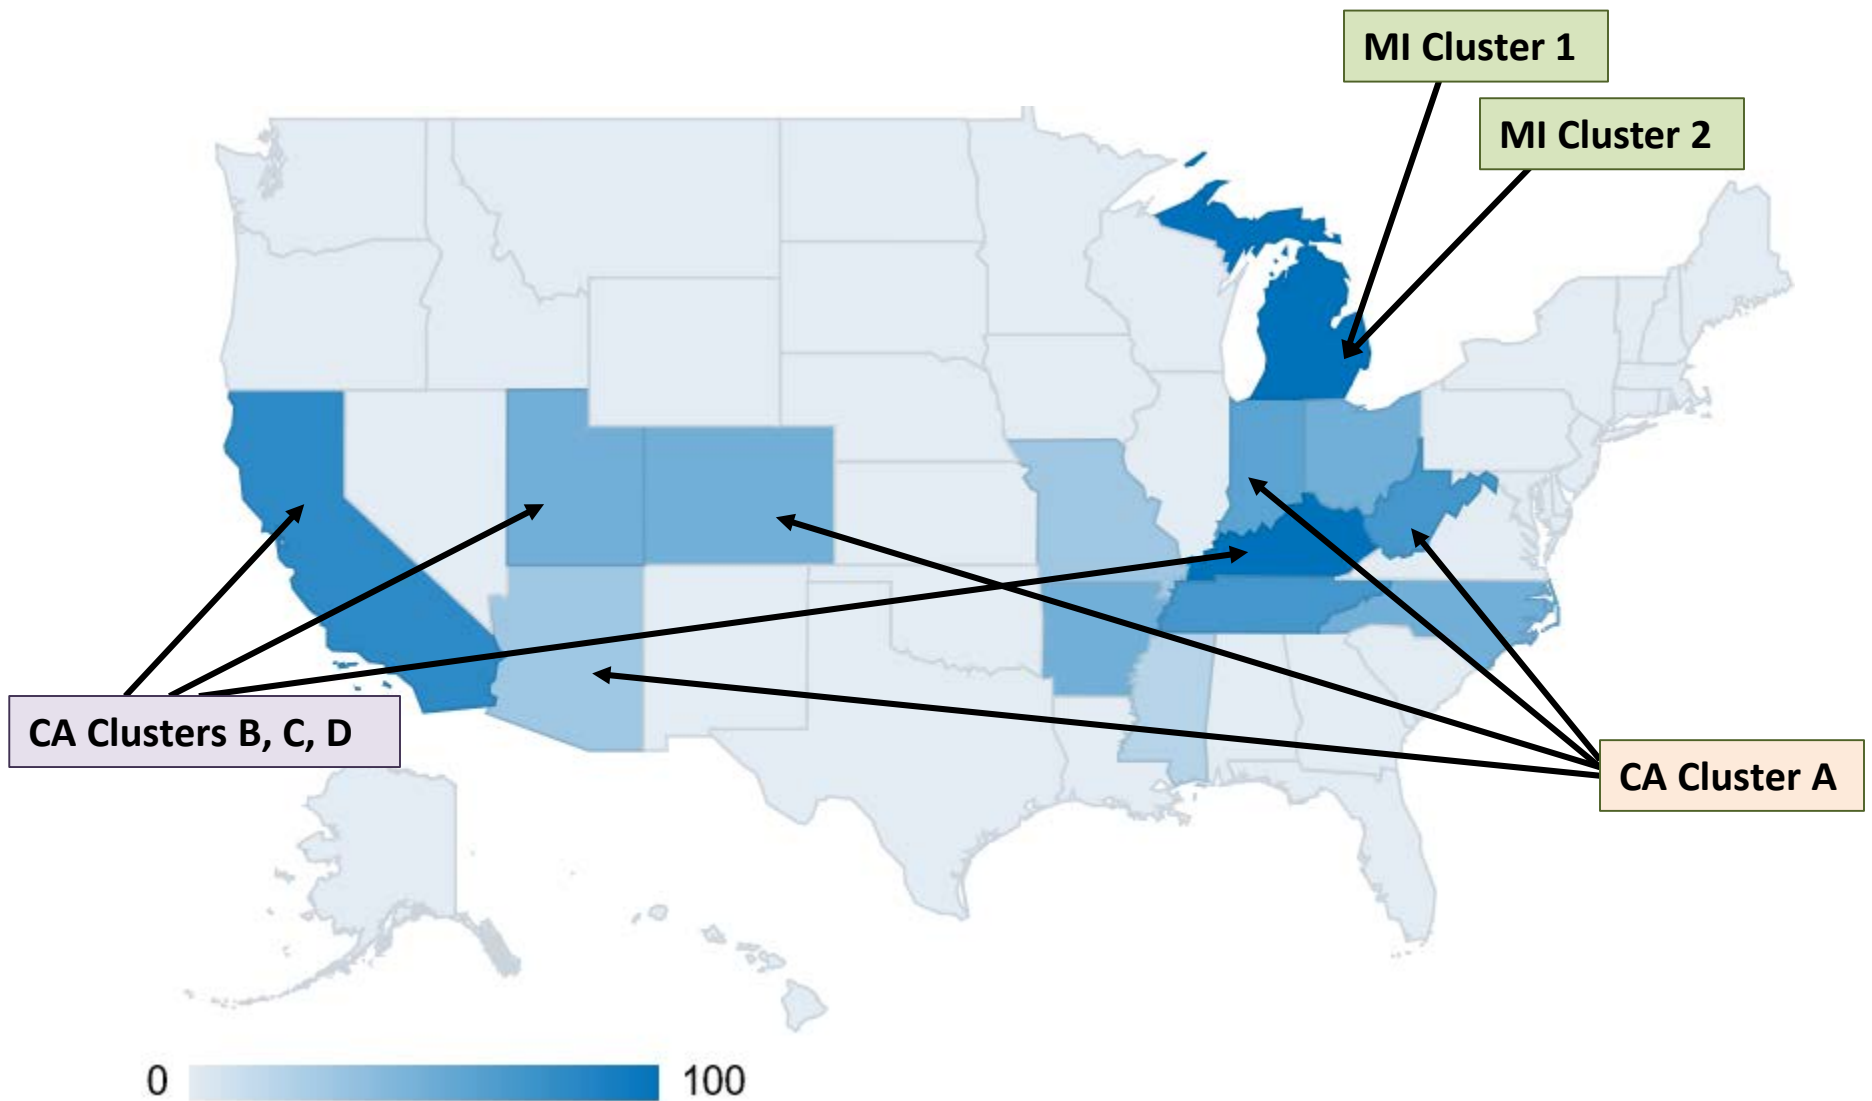 MI Cluster 1
MI Cluster 2
CA Clusters B, C, D
CA Cluster A
0
100